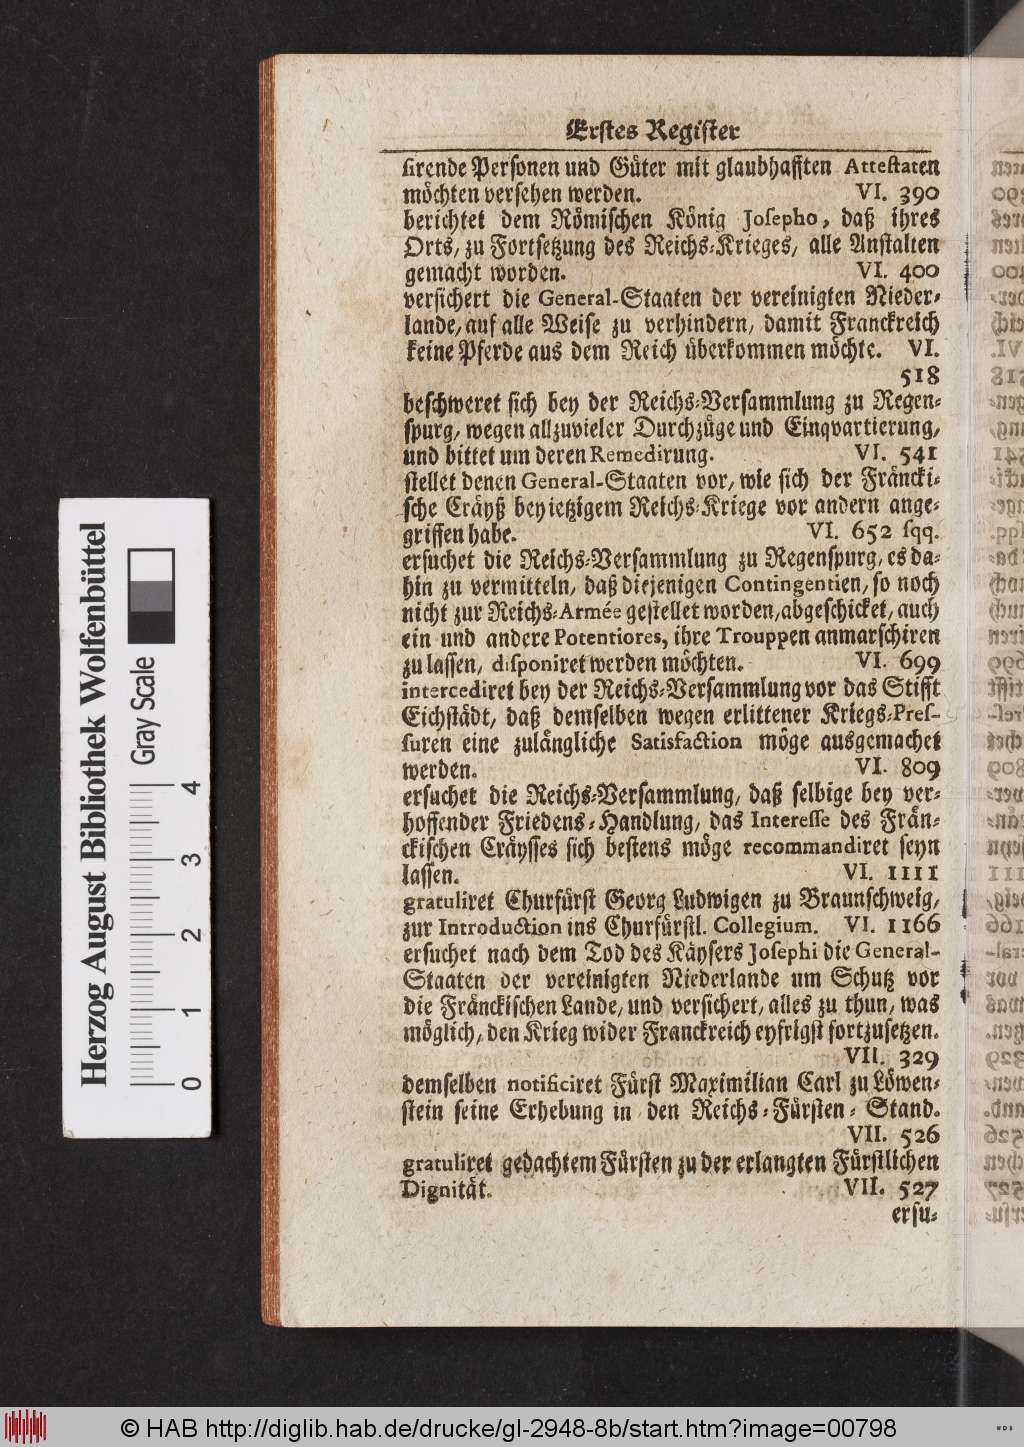 Erstes Register
sirende Personen und Güter mit glaubhafften Attestaten
möchten versehen werden. VI. 390
berichtet dem Römischen König Josepho, daß ihres
Orts, zu Fortsetzung des Reichs-Krieges, alle Anstalten
gemacht worden. VI. 400
versichert die General-Staaten der vereinigten Nieder-
lande, auf alle Weise zu verhindern, damit Franckreich
keine Pferde aus dem Reich überkommen möchte. VI.
518
beschweret sich bey der Reichs-Versammlung zu Regen-
spurg, wegen allzuvieler Durchzüge und Einqvartierung,
und bittet um deren Remedirung. VI. 541
stellet denen General-Staaten vor, wie sich der Fräncki-
sche Cräyß bey ietzigem Reichs-Kriege vor andern ange-
griffen habe. VI. 652 sqq.
ersuchet die Reichs-Versammlung zu Regenspurg, es da-
hin zu vermitteln, daß diejenigen Contingentien, so noch
nicht zur Reichs-Armée gestellet worden, abgeschicket, auch
ein und andere Potentiores, ihre Trouppen anmarschiren
zu lassen, disponiret werden möchten. VI. 699
intercediret bey der Reichs-Versammlung vor das Stifft
Eichstädt, daß demselben wegen erlittener Kriegs-Pres-
suren eine zulängliche Satisfaction möge ausgemachet
werden. VI. 809
ersuchet die Reichs-Versammlung, daß selbige bey ver-
hoffender Friedens-Handlung, das Interesse des Frän-
ckischen Cräysses sich bestens möge recommandiret seyn
lassen. VI. 1111
gratuliret Churfürst Georg Ludwigen zu Braunschweig,
zur Introduction ins Churfürstl. Collegium. VI. 1166
ersuchet nach dem Tod des Käysers Josephi die General-
Staaten der vereinigten Niederlande um Schutz vor
die Fränckischen Lande, und versichert, alles zu thun, was
möglich, den Krieg wider Franckreich eyfrigst fortzusetzen.
VII. 329
demselben notificiret Fürst Maximilian Carl zu Löwen-
stein seine Erhebung in den Reichs-Fürsten-Stand.
VII. 526
gratuliret gedachtem Fürsten zu der erlangten Fürstlichen
Dignität. VII. 527
ersu-
Herzog August Bibliothek Wolfenbüttel
Gray Scale
0 1 2 3 4
© HAB http://diglib.hab.de/drucke/gl-2948-8b/start.htm?image=00798